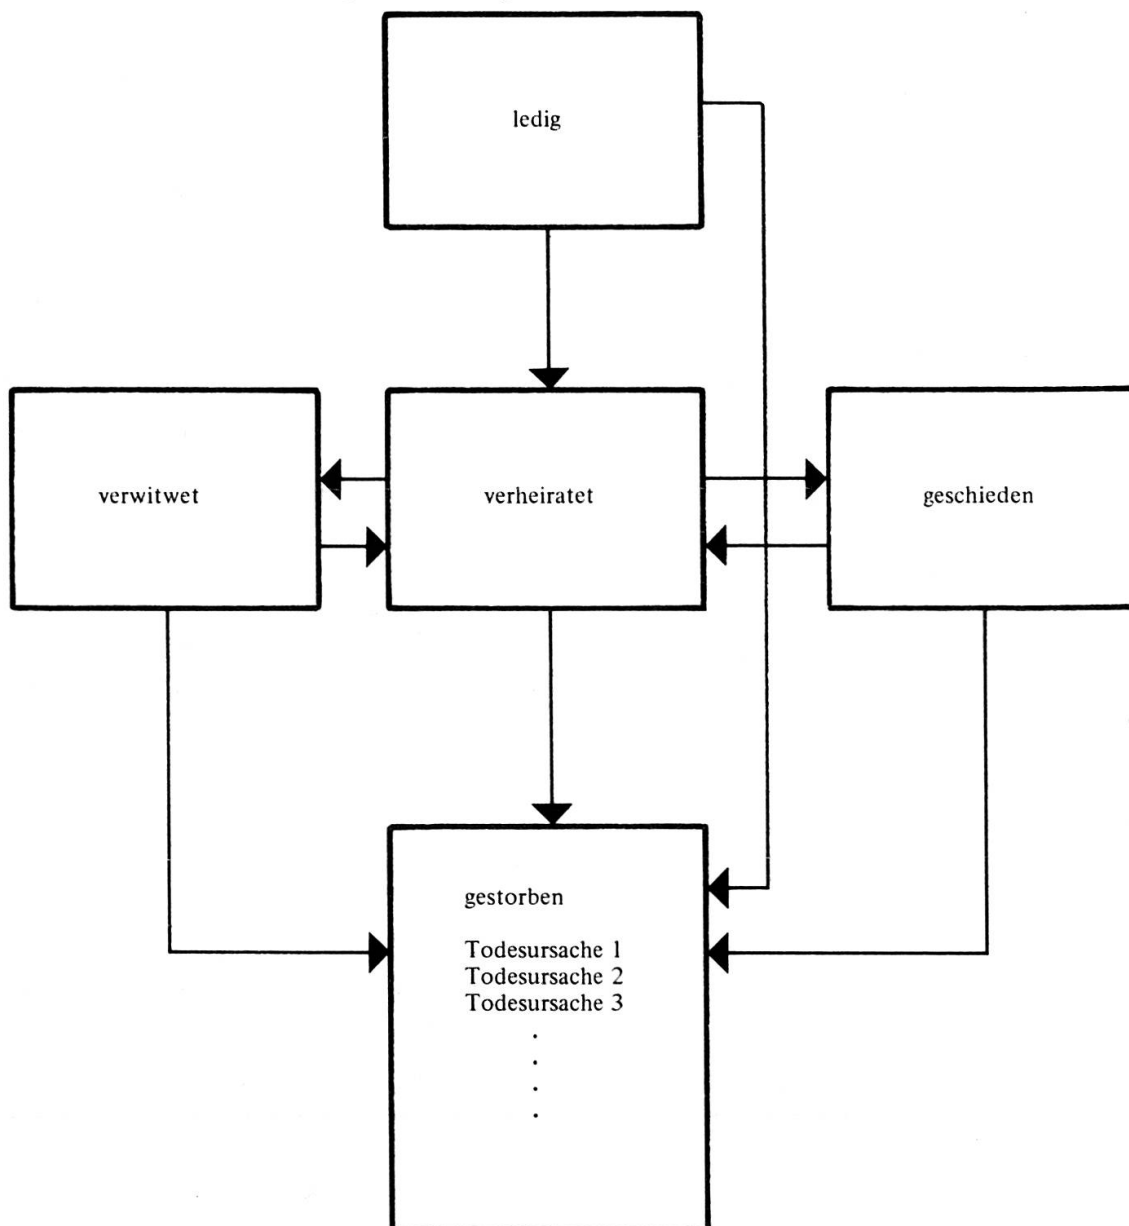 ledig
verwitwet
verheiratet
geschieden
gestorben
Todesursache 1
Todesursache 2
Todesursache 3
.
.
.
.